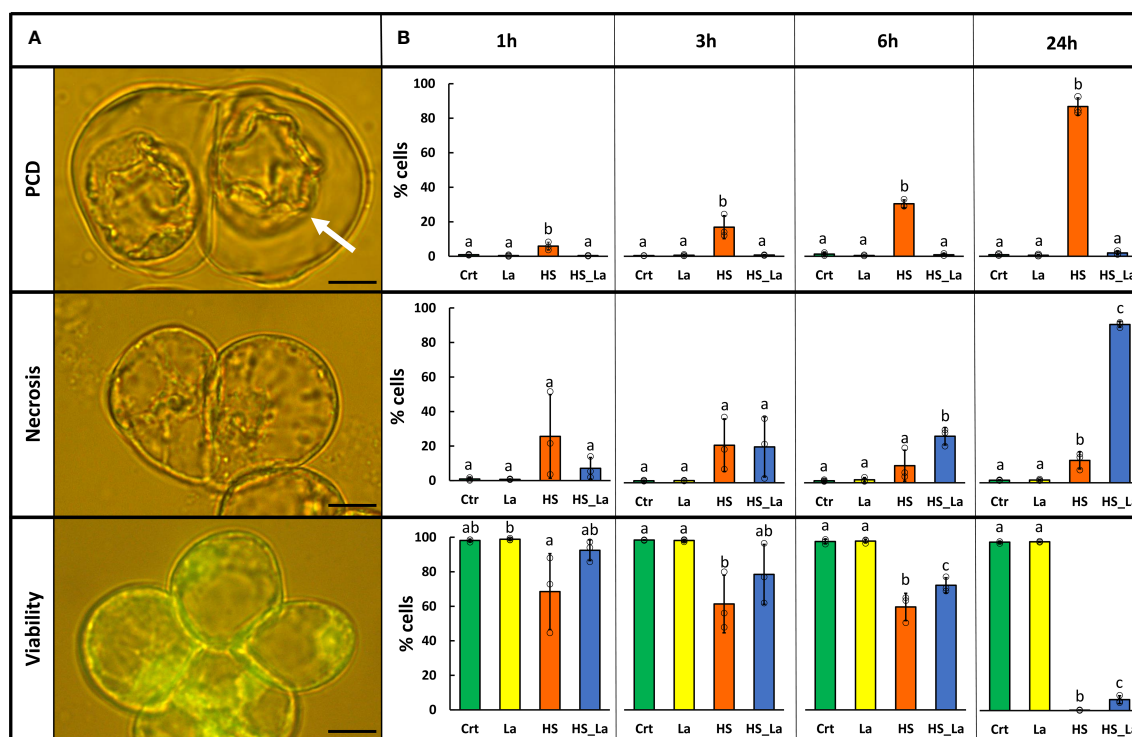 A B 1h 3h 6h 24h
PCD
% cells
100
80
60
40
20
0
a a b a
Crt La HS HS_La
a a b a
Crt La HS HS_La
a a b a
Crt La HS HS_La
a a b a
Crt La HS HS_La
Necrosis
% cells
100
80
60
40
20
0
a a a a
Ctr La HS HS_La
a a a a
Ctr La HS HS_La
a a a b
Ctr La HS HS_La
a a b c
Ctr La HS HS_La
Viability
% cells
100
80
60
40
20
0
ab b a ab
Crt La HS HS_La
a a b ab
Crt La HS HS_La
a a b c
Crt La HS HS_La
a a b c
Crt La HS HS_La